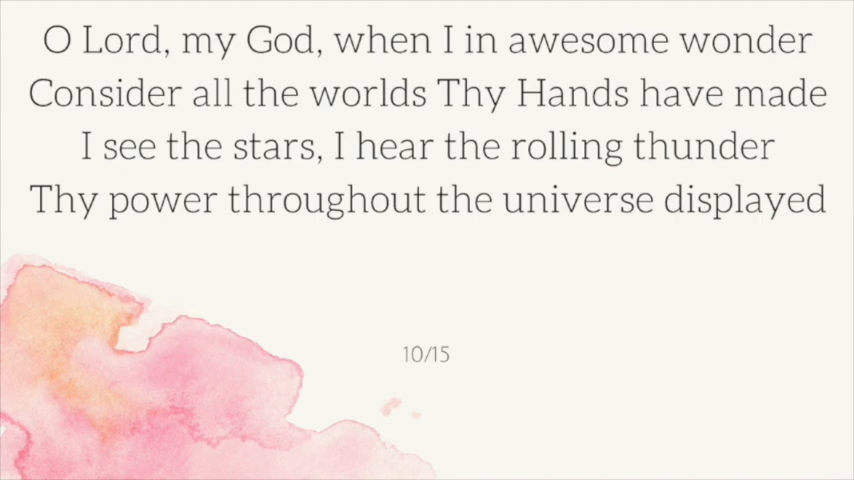 O Lord, my God, when I in awesome wonder
Consider all the worlds Thy Hands have made
I see the stars, I hear the rolling thunder
Thy power throughout the universe displayed
10/15